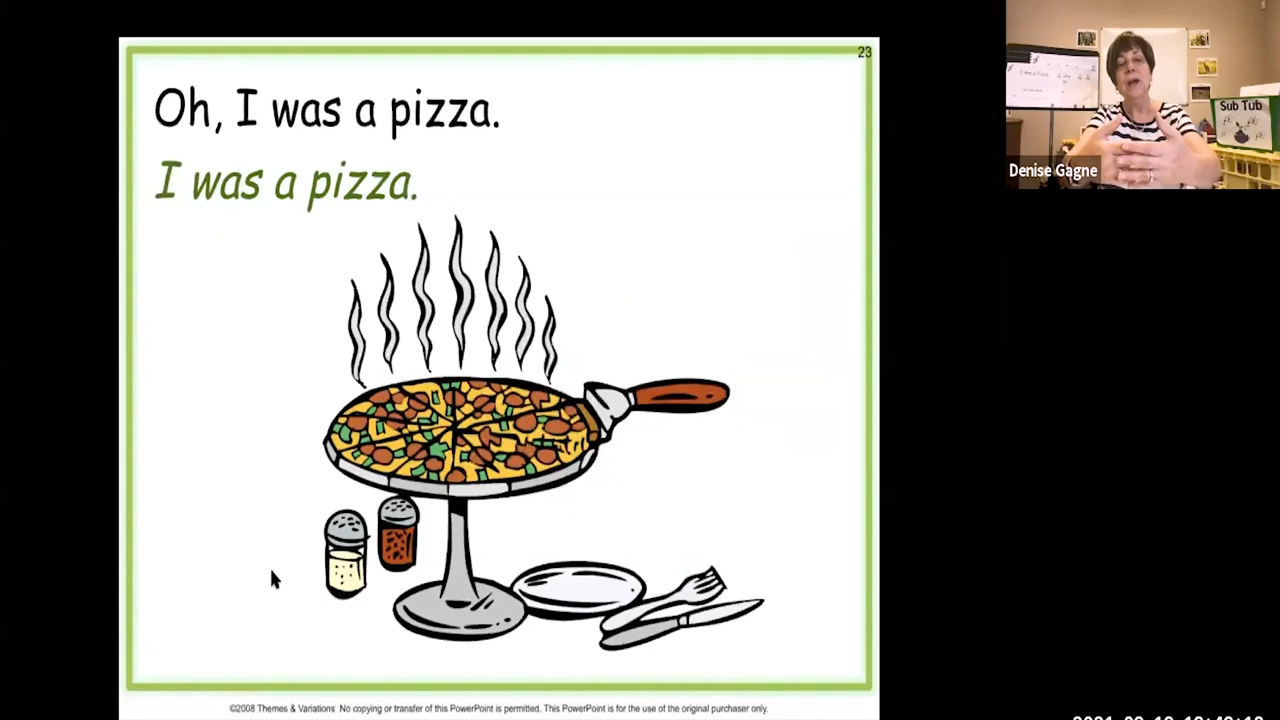 23
Oh, I was a pizza.
I was a pizza.
©2008 Themes & Variations No copying or transfer of this PowerPoint is permitted. This PowerPoint is for the use of the original purchaser only.
Denise Gagne
Sub Tub